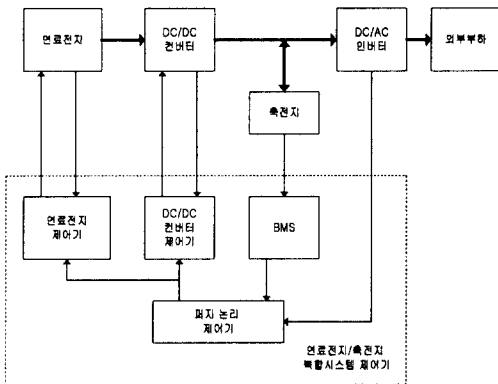 연료전지
DC/DC
컨버터
DC/AC
인버터
외부부하
축전지
연료전지
제어기
DC/DC
컨버터
제어기
BMS
퍼지 논리
제어기
연료전지/축전지
복합시스템 제어기